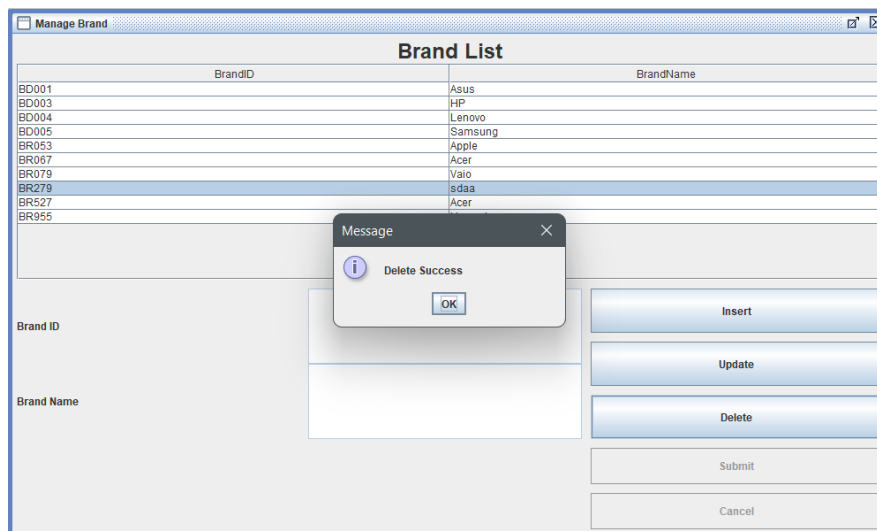 Manage Brand
Brand List
BrandID BrandName
BD001 Asus
BD003 HP
BD004 Lenovo
BD005 Samsung
BR053 Apple
BR067 Acer
BR079 Vaio
BR279 sdaa
BR527 Acer
BR955
Message
Delete Success
OK
Brand ID
Brand Name
Insert
Update
Delete
Submit
Cancel